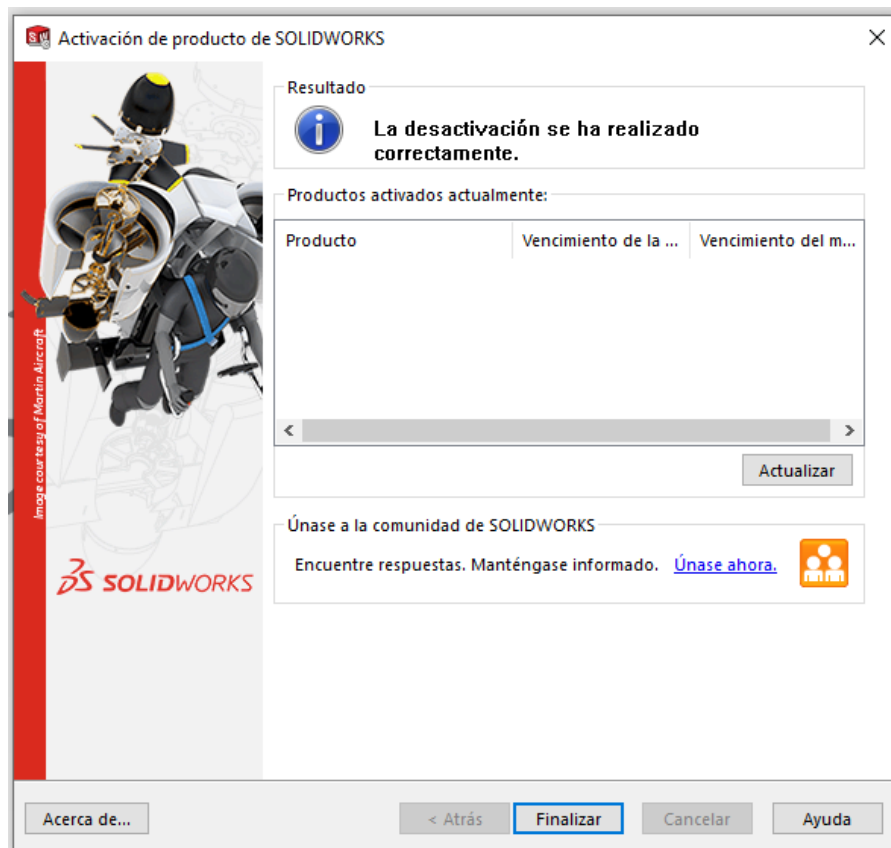 Activación de producto de SOLIDWORKS
Resultado
La desactivación se ha realizado
correctamente.
Productos activados actualmente:
Producto Vencimiento de la ... Vencimiento del m...
Actualizar
Únase a la comunidad de SOLIDWORKS
Encuentre respuestas. Manténgase informado. Únase ahora.
Image courtesy of Martin Aircraft
SOLIDWORKS
Acerca de... < Atrás Finalizar Cancelar Ayuda